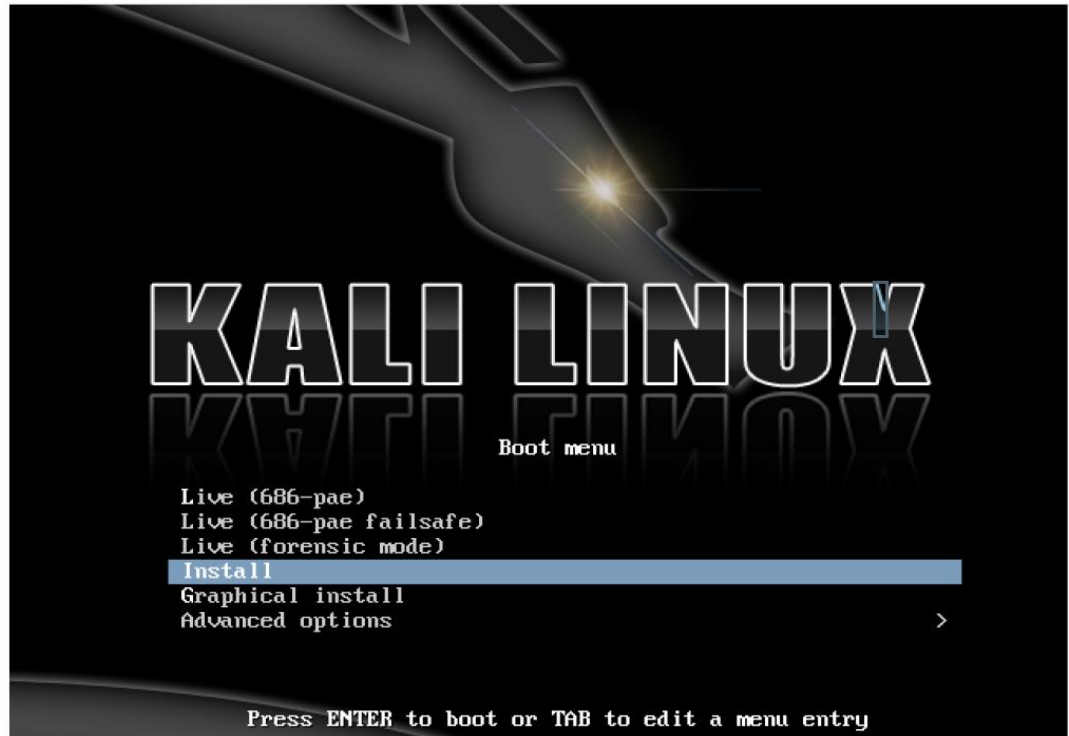 KALI LINUX
Boot menu
Live (686-pae)
Live (686-pae failsafe)
Live (forensic mode)
Install
Graphical install
Advanced options >
Press ENTER to boot or TAB to edit a menu entry